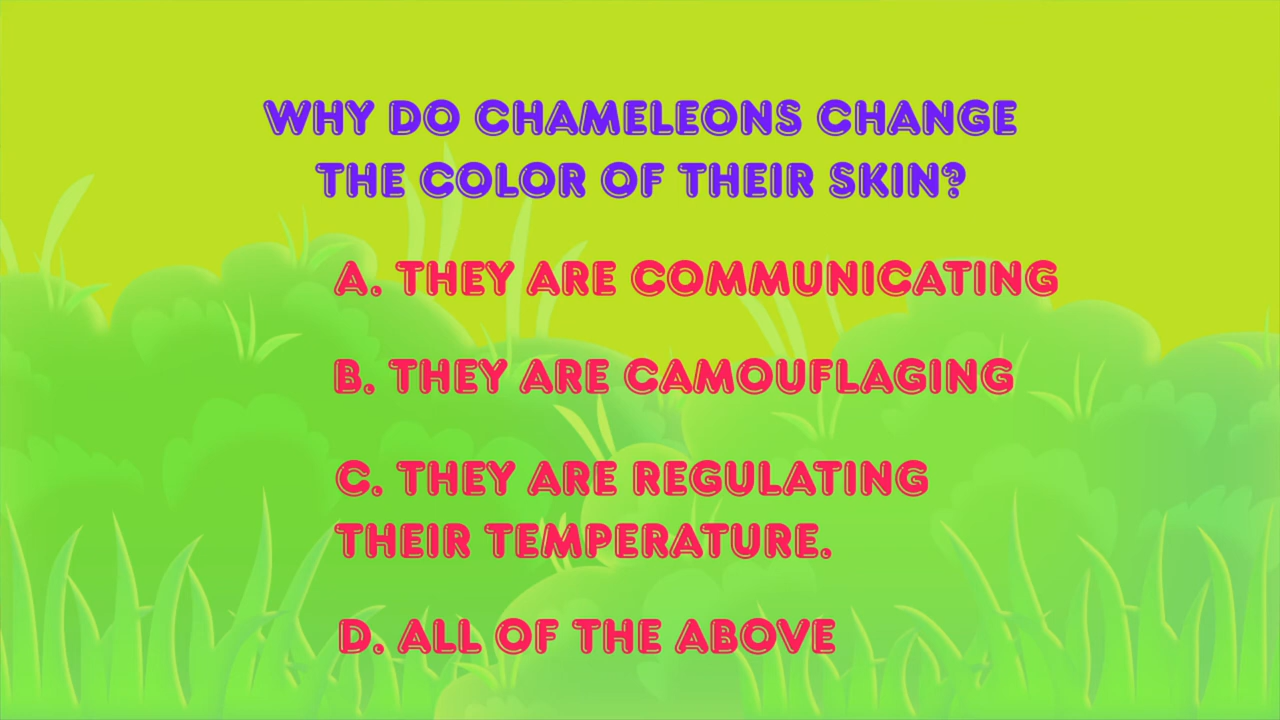 WHY DO CHAMELEONS CHANGE
THE COLOR OF THEIR SKIN?
A. THEY ARE COMMUNICATING
B. THEY ARE CAMOUFLAGING
C. THEY ARE REGULATING
THEIR TEMPERATURE.
D. ALL OF THE ABOVE